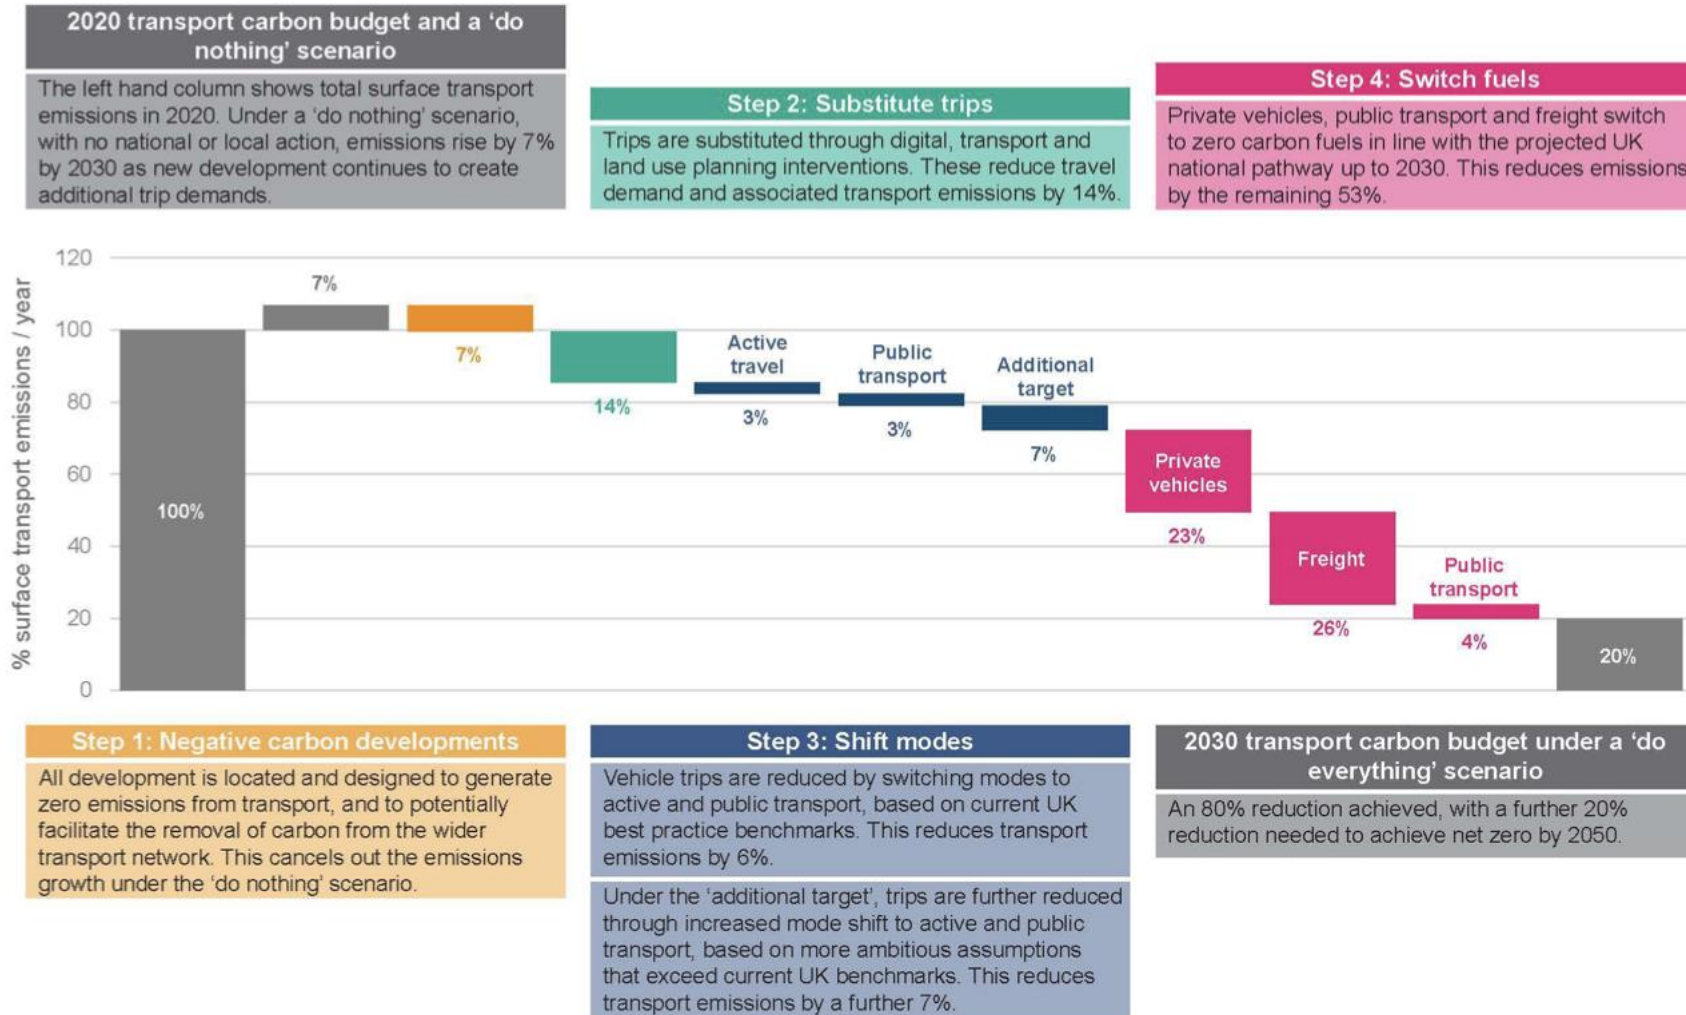 2020 transport carbon budget and a ‘do
nothing’ scenario
The left hand column shows total surface transport
emissions in 2020. Under a ‘do nothing’ scenario,
with no national or local action, emissions rise by 7%
by 2030 as new development continues to create
additional trip demands.
Step 2: Substitute trips
Trips are substituted through digital, transport and
land use planning interventions. These reduce travel
demand and associated transport emissions by 14%.
Step 4: Switch fuels
Private vehicles, public transport and freight switch
to zero carbon fuels in line with the projected UK
national pathway up to 2030. This reduces emissions
by the remaining 53%.
% surface transport emissions / year
120
100
80
60
40
20
0
100%
7%
7%
14%
Active
travel
3%
Public
transport
3%
Additional
target
7%
Private
vehicles
23%
Freight
26%
Public
transport
4%
20%
Step 1: Negative carbon developments
All development is located and designed to generate
zero emissions from transport, and to potentially
facilitate the removal of carbon from the wider
transport network. This cancels out the emissions
growth under the ‘do nothing’ scenario.
Step 3: Shift modes
Vehicle trips are reduced by switching modes to
active and public transport, based on current UK
best practice benchmarks. This reduces transport
emissions by 6%.
Under the ‘additional target’, trips are further reduced
through increased mode shift to active and public
transport, based on more ambitious assumptions
that exceed current UK benchmarks. This reduces
transport emissions by a further 7%.
2030 transport carbon budget under a ‘do
everything’ scenario
An 80% reduction achieved, with a further 20%
reduction needed to achieve net zero by 2050.